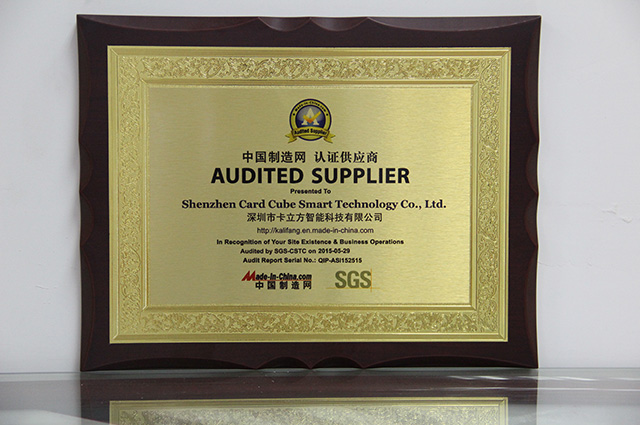 Made-in-China.com
Audited Supplier
中国制造网 认证供应商
AUDITED SUPPLIER
Presented To
Shenzhen Card Cube Smart Technology Co., Ltd.
深圳市卡立方智能科技有限公司
http://kalifang.en.made-in-china.com
In Recognition of Your Site Existence & Business Operations
Audited by SGS-CSTC on 2015-05-29
Audit Report Serial No.: QIP-ASI152515
Made-in-China.com SGS
中国制造网